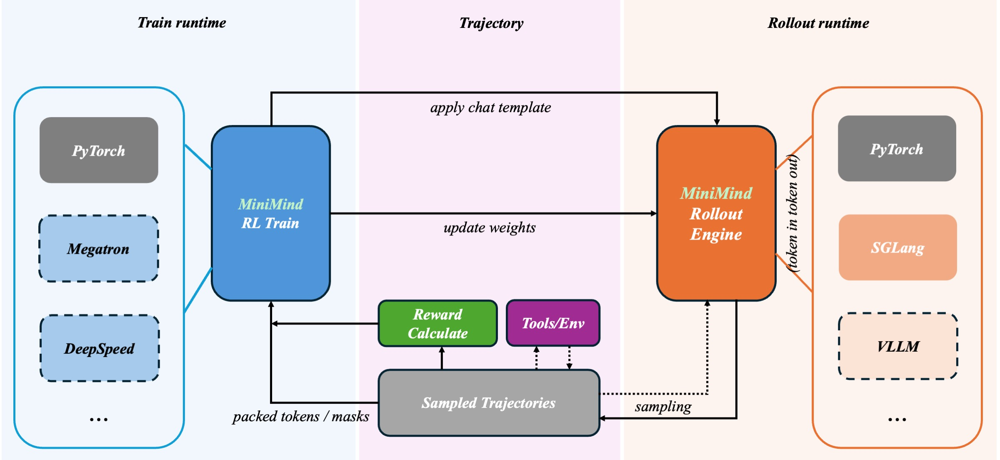 Train runtime
Trajectory
Rollout runtime
PyTorch
Megatron
DeepSpeed
...
MiniMind
RL Train
apply chat template
update weights
Reward
Calculate
Tools/Env
Sampled Trajectories
packed tokens / masks
sampling
MiniMind
Rollout
Engine
(token in token out)
PyTorch
SGLang
VLLM
...